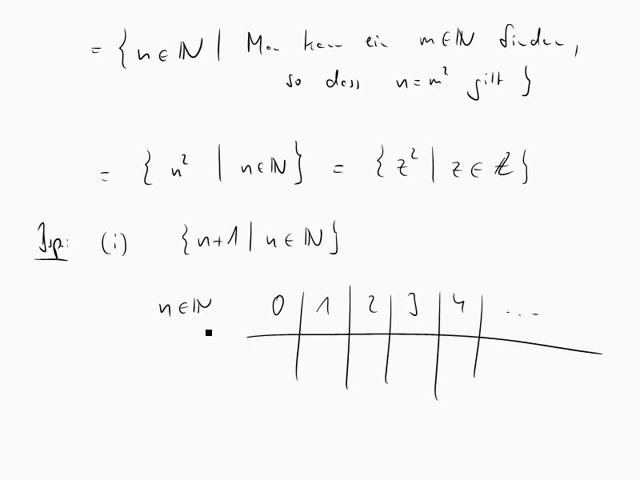 = { n ∈ ℕ | Man kann ein m ∈ ℕ finden,
so dass n = m² gilt }
= { n² | n ∈ ℕ } = { z² | z ∈ ℤ }
Bsp: (i) { n+1 | n ∈ ℕ }
n ∈ ℕ 0 | 1 | 2 | 3 | 4 | ...